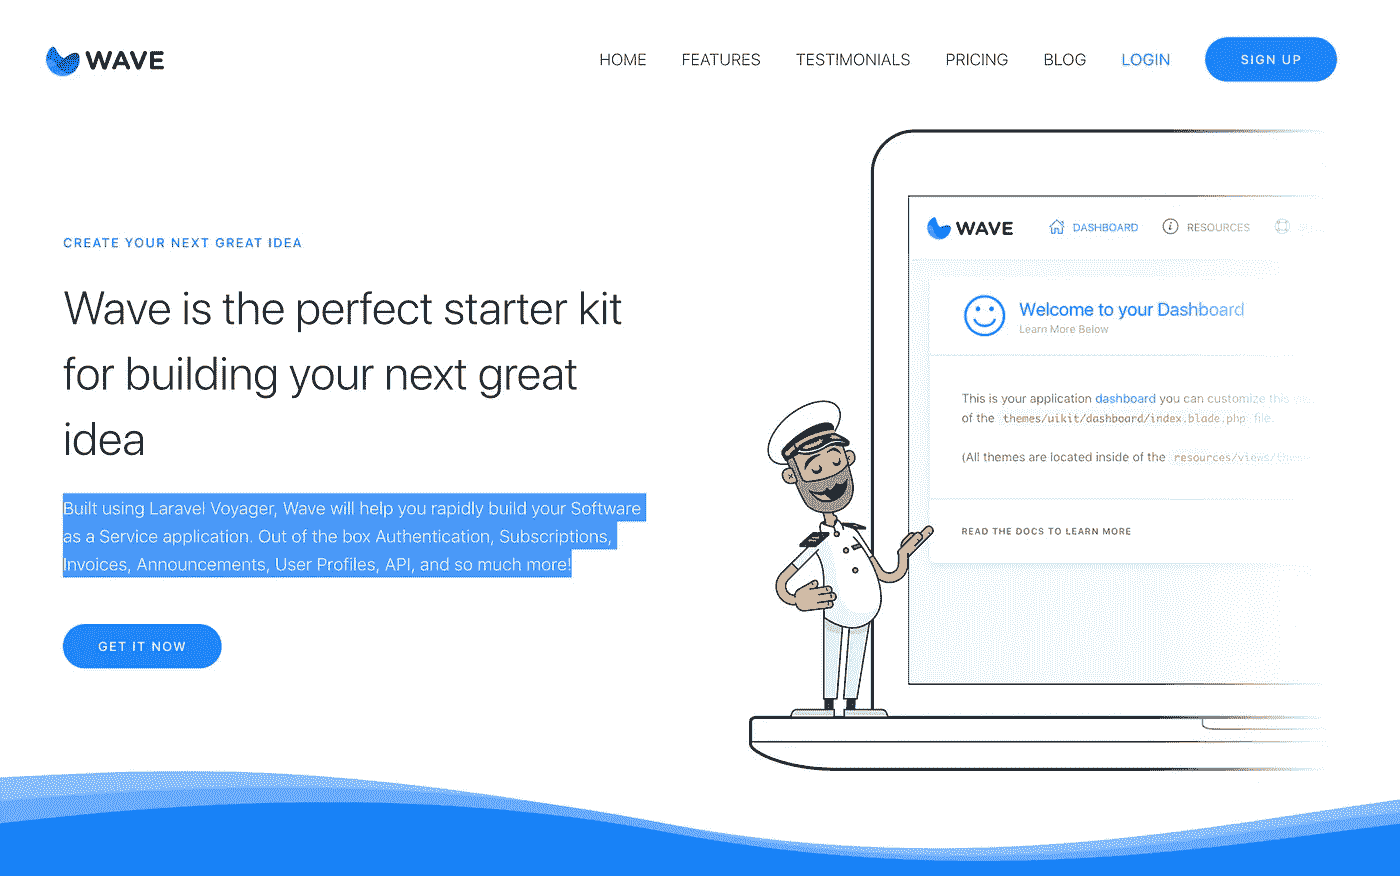 WAVE
HOME FEATURES TESTIMONIALS PRICING BLOG LOGIN SIGN UP
CREATE YOUR NEXT GREAT IDEA
Wave is the perfect starter kit
for building your next great
idea
Built using Laravel Voyager, Wave will help you rapidly build your Software
as a Service application. Out of the box Authentication, Subscriptions,
Invoices, Announcements, User Profiles, API, and so much more!
GET IT NOW
WAVE DASHBOARD RESOURCES
Welcome to your Dashboard
Learn More Below
This is your application dashboard you can customize this
of the themes/uikit/dashboard/index.blade.php file.
(All themes are located inside of the resources/views/
READ THE DOCS TO LEARN MORE